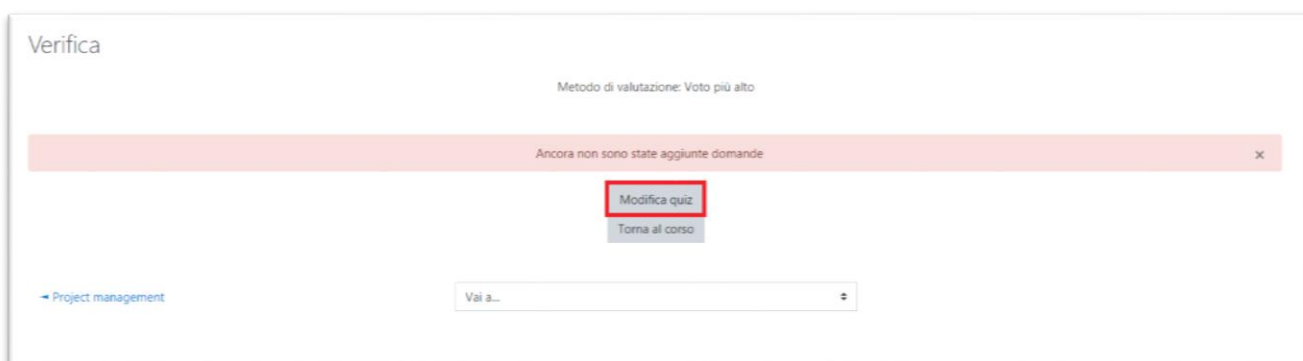 Verifica
Metodo di valutazione: Voto più alto
Ancora non sono state aggiunte domande ×
Modifica quiz
Torna al corso
◄ Project management
Vai a...